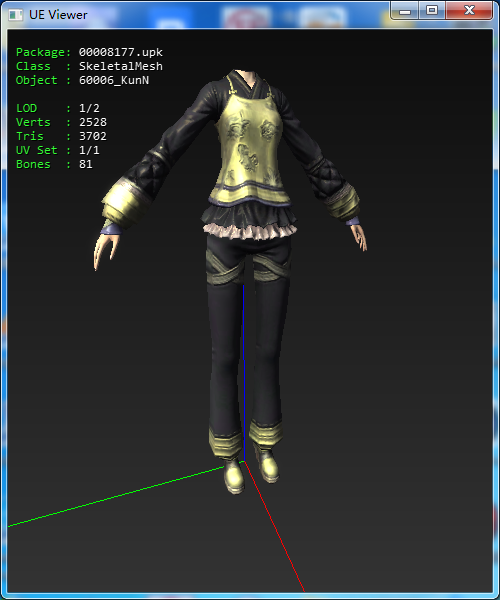 UE Viewer
Package: 00008177.upk
Class : SkeletalMesh
Object : 60006_KunN
LOD : 1/2
Verts : 2528
Tris : 3702
UV Set : 1/1
Bones : 81